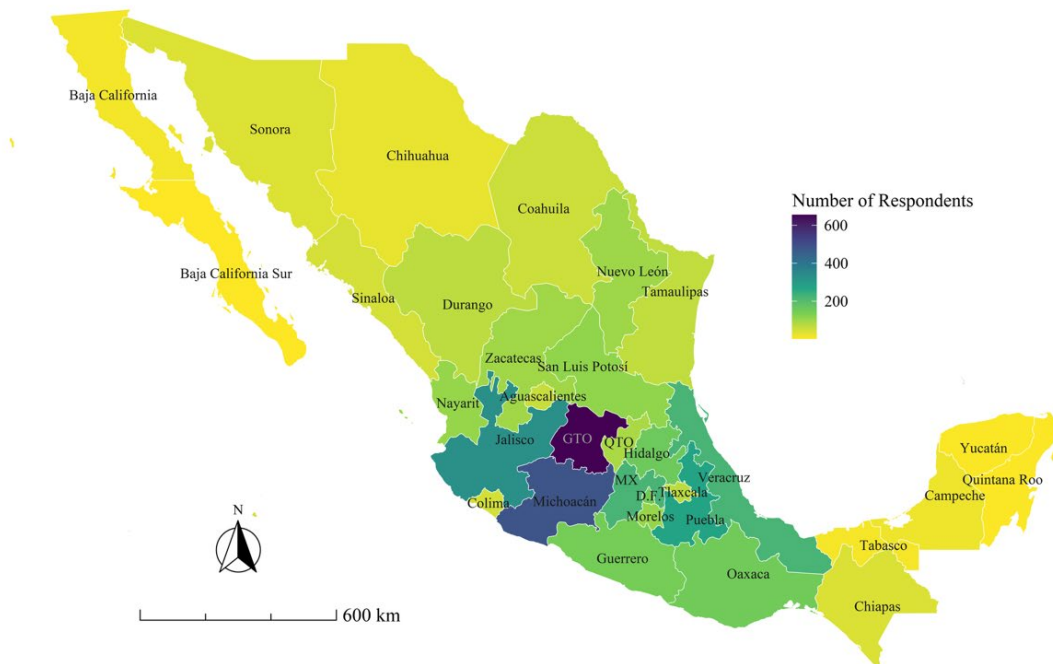 Baja California
Sonora
Chihuahua
Coahuila
Number of Respondents
600
400
200
Baja California Sur
Nuevo León
Sinaloa
Durango
Tamaulipas
Zacatecas
San Luis Potosí
Nayarit
Aguascalientes
Jalisco
GTO
QTO
Hidalgo
Yucatán
MX
Veracruz
Quintana Roo
Colima
Michoacán
D.F.
Tlaxcala
Campeche
N
Morelos
Puebla
Tabasco
Guerrero
Oaxaca
Chiapas
600 km